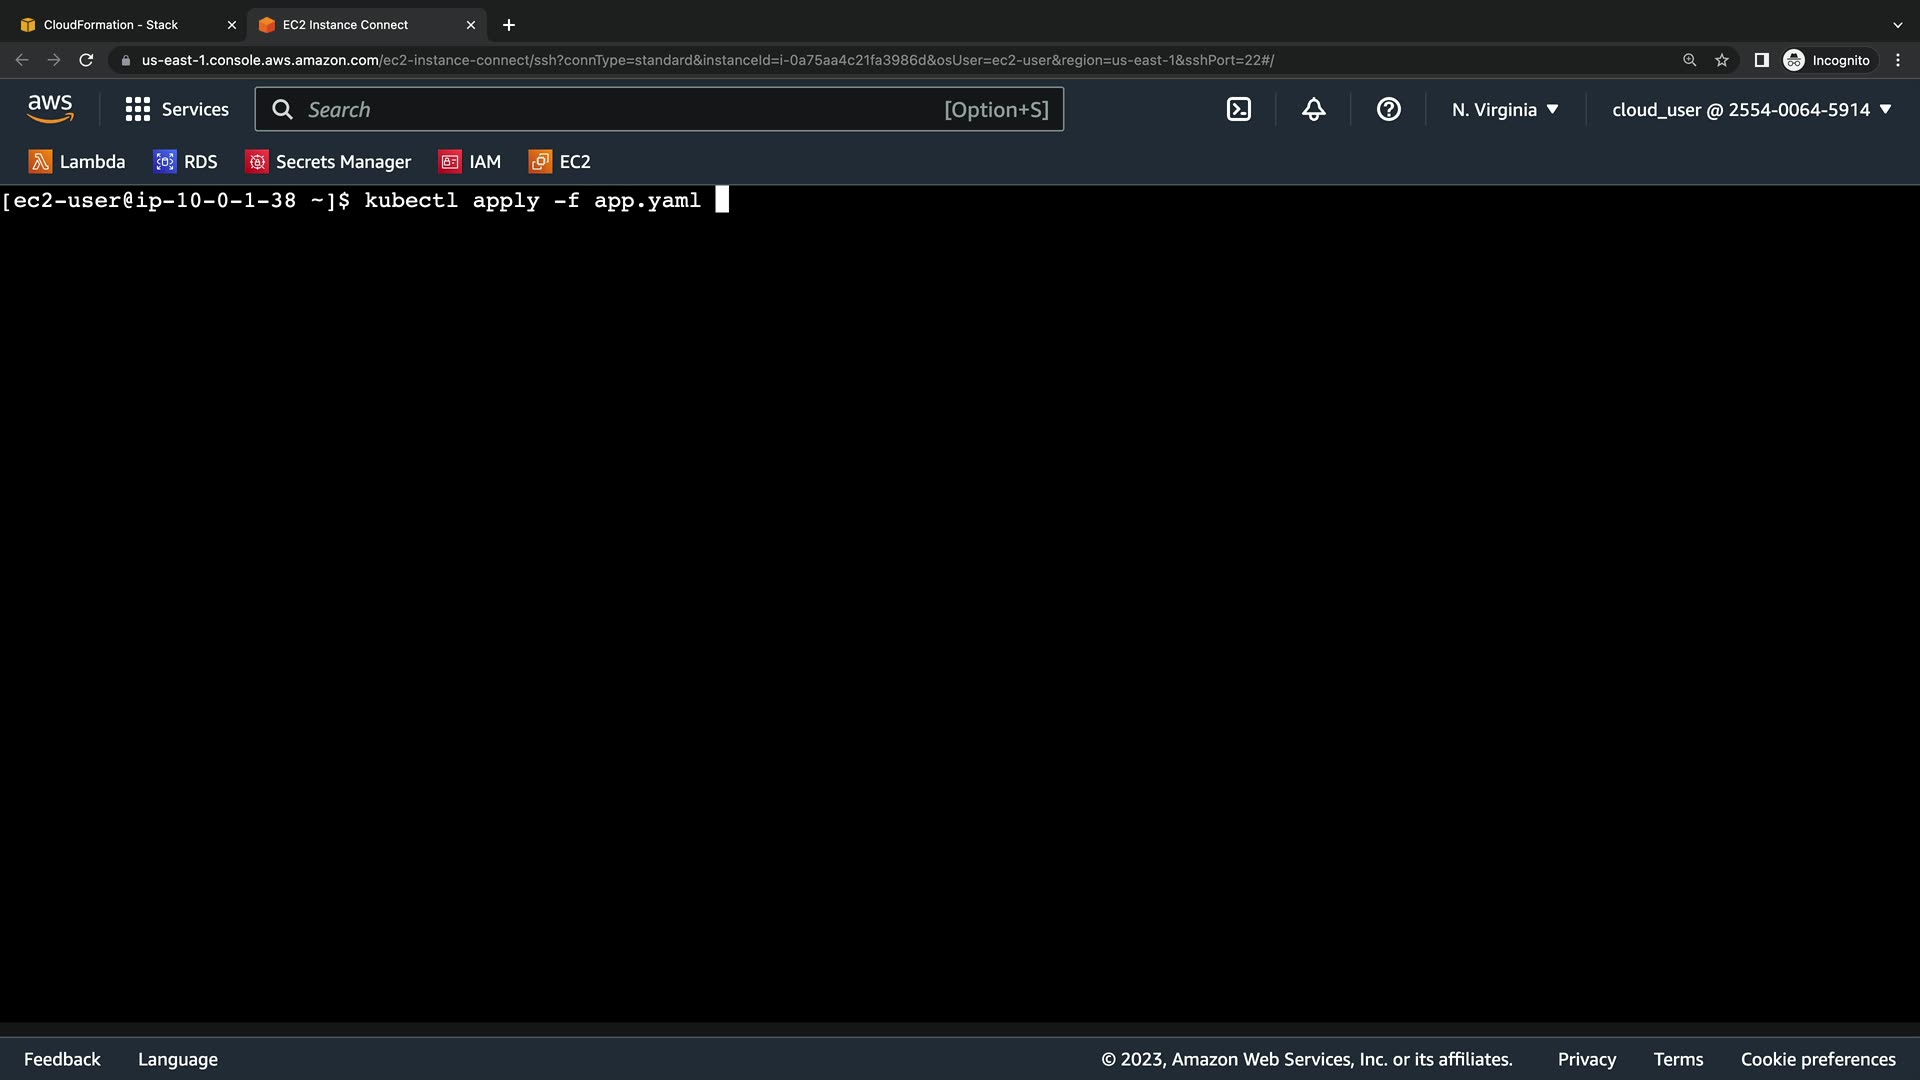 CloudFormation - Stack
EC2 Instance Connect
us-east-1.console.aws.amazon.com/ec2-instance-connect/ssh?connType=standard&instanceId=i-0a75aa4c21fa3986d&osUser=ec2-user&region=us-east-1&sshPort=22#/
Incognito
aws
Services
Search
[Option+S]
N. Virginia
cloud_user @ 2554-0064-5914
Lambda
RDS
Secrets Manager
IAM
EC2
[ec2-user@ip-10-0-1-38 ~]$ kubectl apply -f app.yaml
Feedback
Language
© 2023, Amazon Web Services, Inc. or its affiliates.
Privacy
Terms
Cookie preferences